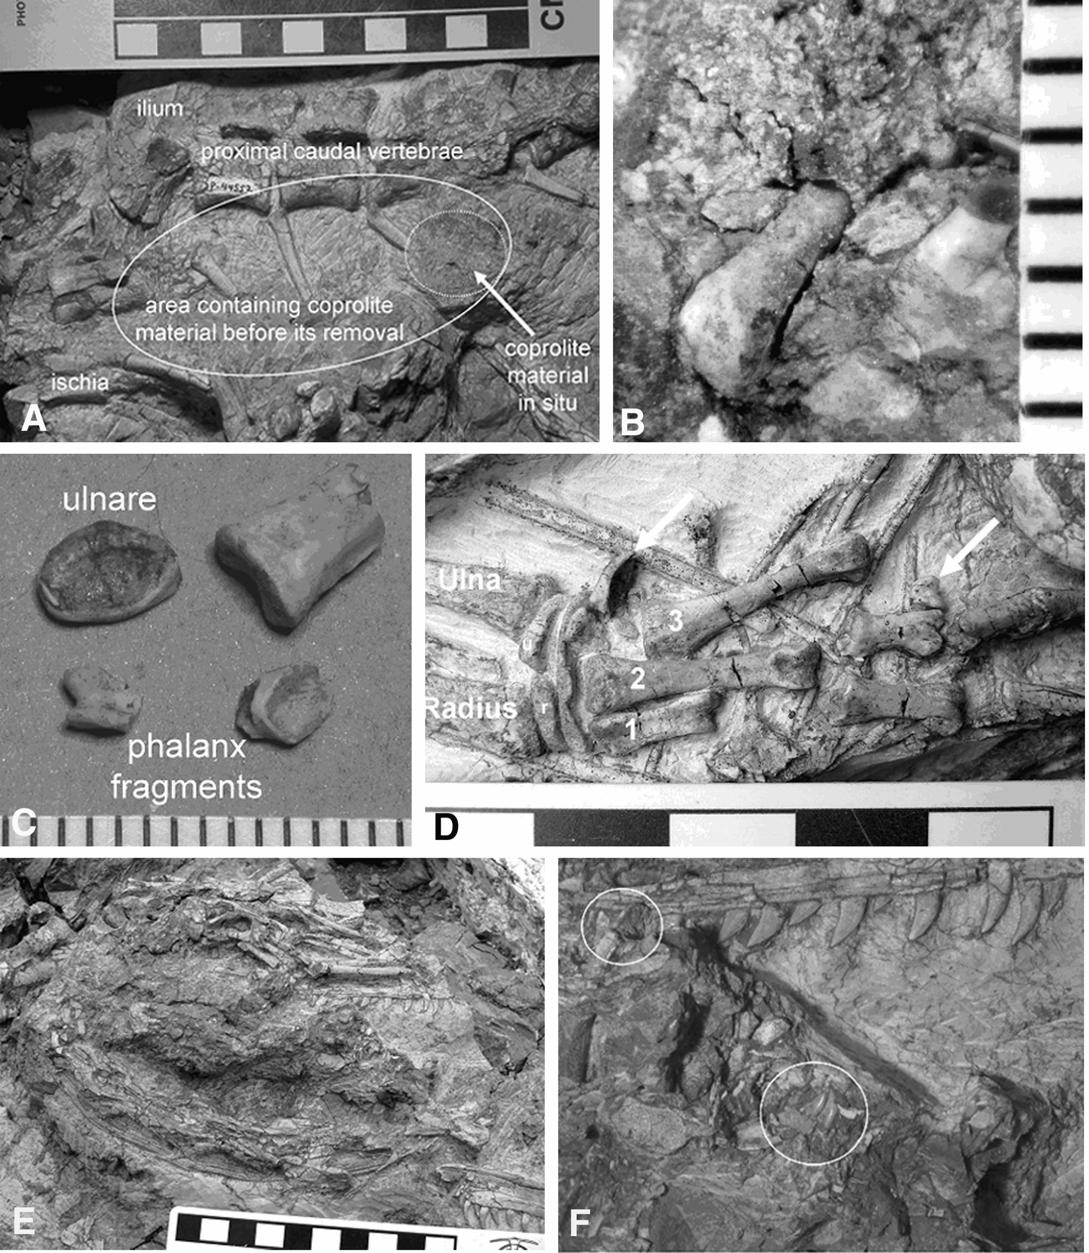 PHO
ilium
proximal caudal vertebrae
area containing coprolite
material before its removal
coprolite
material
in situ
ischia
A
B
ulnare
phalanx
fragments
C
Ulna
u
3
2
Radius
r
1
D
E
F